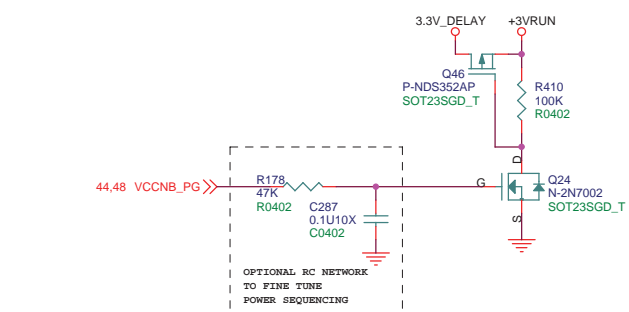 3.3V_DELAY
+3VRUN
Q46
P-NDS352AP
SOT23SGD_T
R410
100K
R0402
D
44,48 VCCNB_PG
R178
47K
R0402
C287
0.1U10X
C0402
G
Q24
N-2N7002
SOT23SGD_T
S
OPTIONAL RC NETWORK
TO FINE TUNE
POWER SEQUENCING